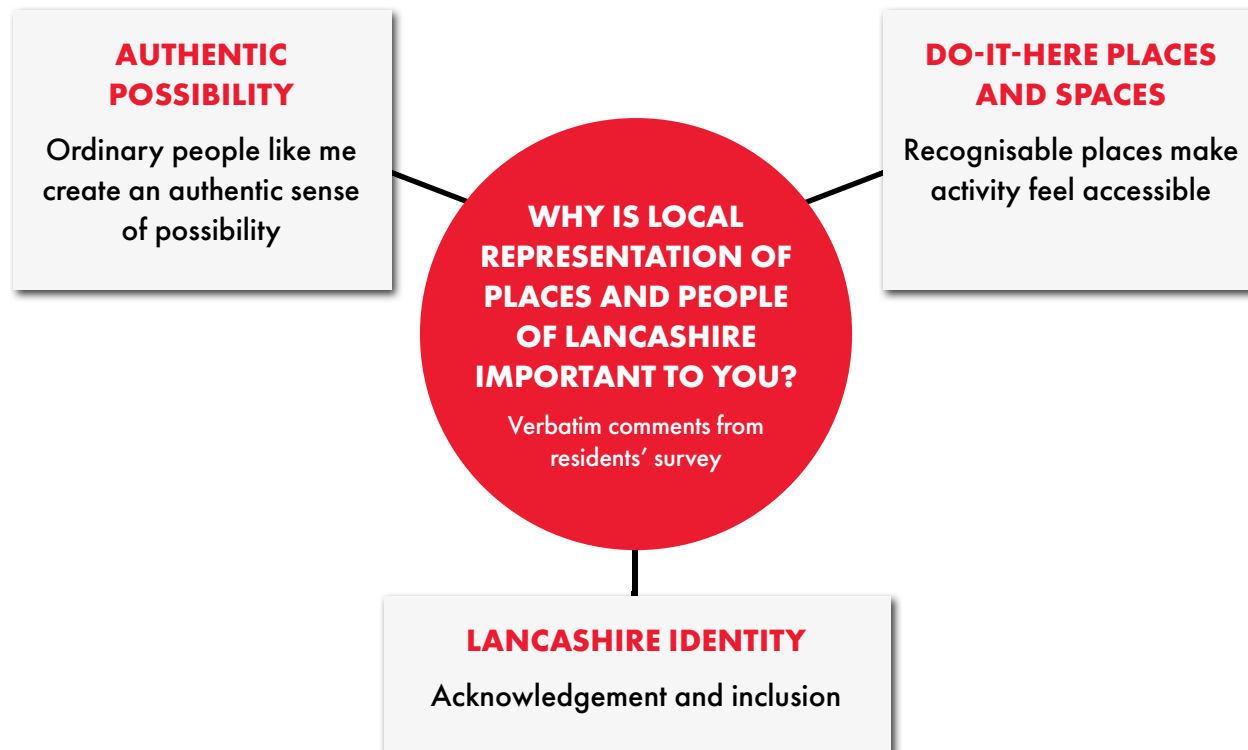 AUTHENTIC
POSSIBILITY
Ordinary people like me
create an authentic sense
of possibility
DO-IT-HERE PLACES
AND SPACES
Recognisable places make
activity feel accessible
WHY IS LOCAL
REPRESENTATION OF
PLACES AND PEOPLE
OF LANCASHIRE
IMPORTANT TO YOU?
Verbatim comments from
residents’ survey
LANCASHIRE IDENTITY
Acknowledgement and inclusion